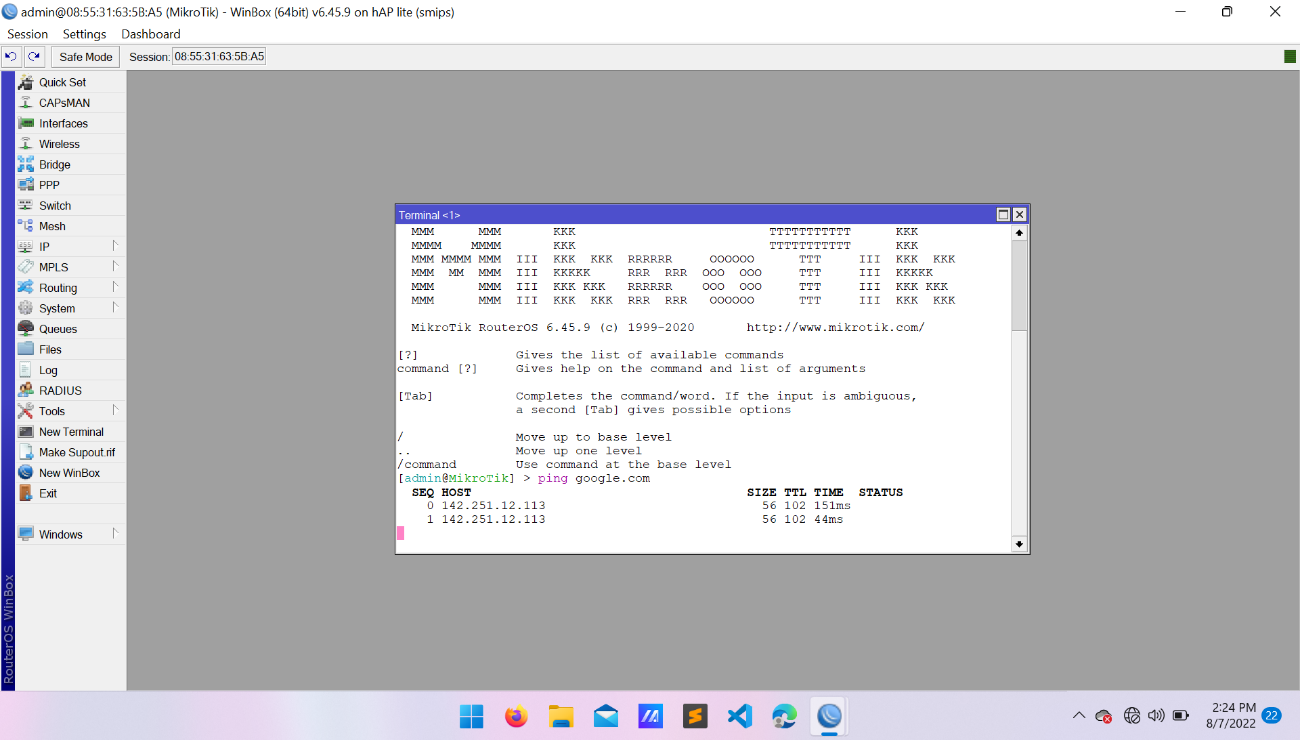 admin@08:55:31:63:5B:A5 (MikroTik) - WinBox (64bit) v6.45.9 on hAP lite (smips)
Session Settings Dashboard
Safe Mode Session: 08:55:31:63:5B:A5
Quick Set
CAPsMAN
Interfaces
Wireless
Bridge
PPP
Switch
Mesh
IP
MPLS
Routing
System
Queues
Files
Log
RADIUS
Tools
New Terminal
Make Supout.rif
New WinBox
Exit
Windows
RouterOS WinBox
Terminal <1>
MMM MMM KKK TTTTTTTTTTT KKK
MMMM MMMM KKK TTTTTTTTTTT KKK
MMM MMMM MMM III KKK KKK RRRRRR OOOOOO TTT III KKK KKK
MMM MM MMM III KKKKK RRR RRR OOO OOO TTT III KKKKK
MMM MMM III KKK KKK RRRRRR OOO OOO TTT III KKK KKK
MMM MMM III KKK KKK RRR RRR OOOOOO TTT III KKK KKK
MikroTik RouterOS 6.45.9 (c) 1999-2020 http://www.mikrotik.com/
[?] Gives the list of available commands
command [?] Gives help on the command and list of arguments
[Tab] Completes the command/word. If the input is ambiguous,
a second [Tab] gives possible options
/ Move up to base level
.. Move up one level
/command Use command at the base level
[admin@MikroTik] > ping google.com
SEQ HOST SIZE TTL TIME STATUS
0 142.251.12.113 56 102 151ms
1 142.251.12.113 56 102 44ms
2:24 PM
8/7/2022
22